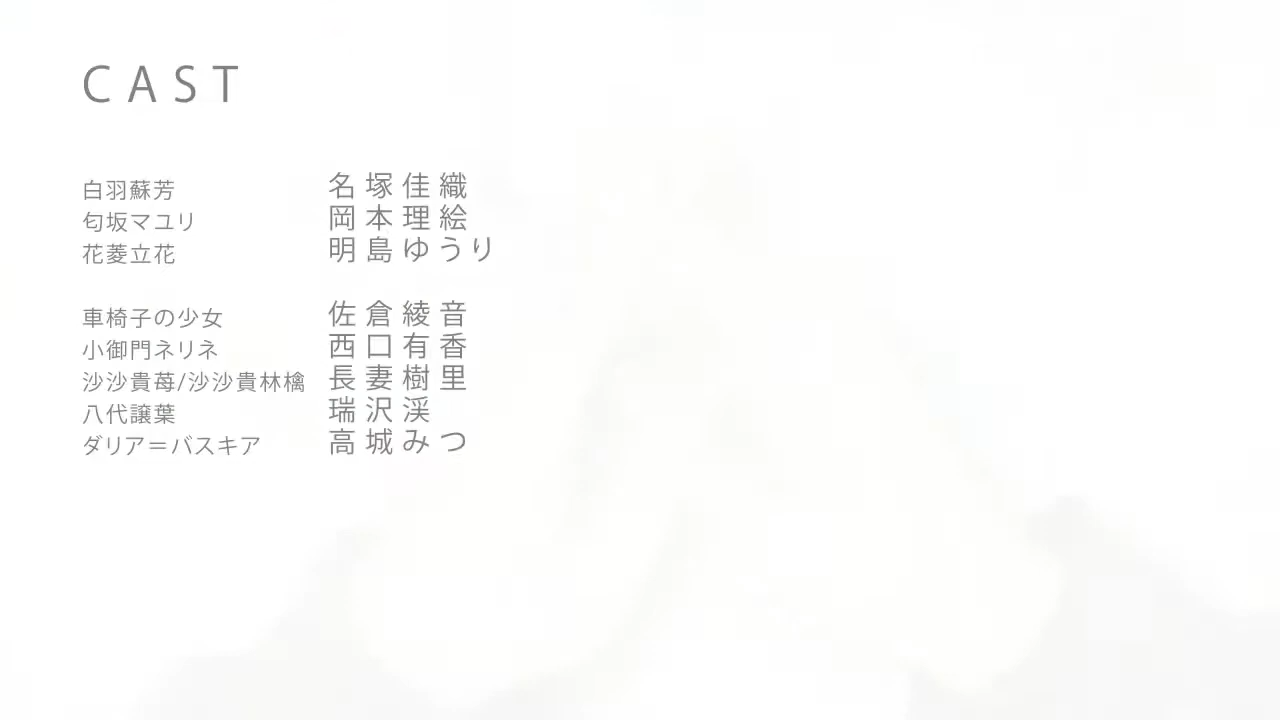 CAST
白羽蘇芳 名塚佳織
匂坂マユリ 岡本理絵
花菱立花 明島ゆうり
車椅子の少女 佐倉綾音
小御門ネリネ 西口有香
沙沙貴苺/沙沙貴林檎 長妻樹里
八代譲葉 瑞沢渓
ダリア＝バスキア 高城みつ